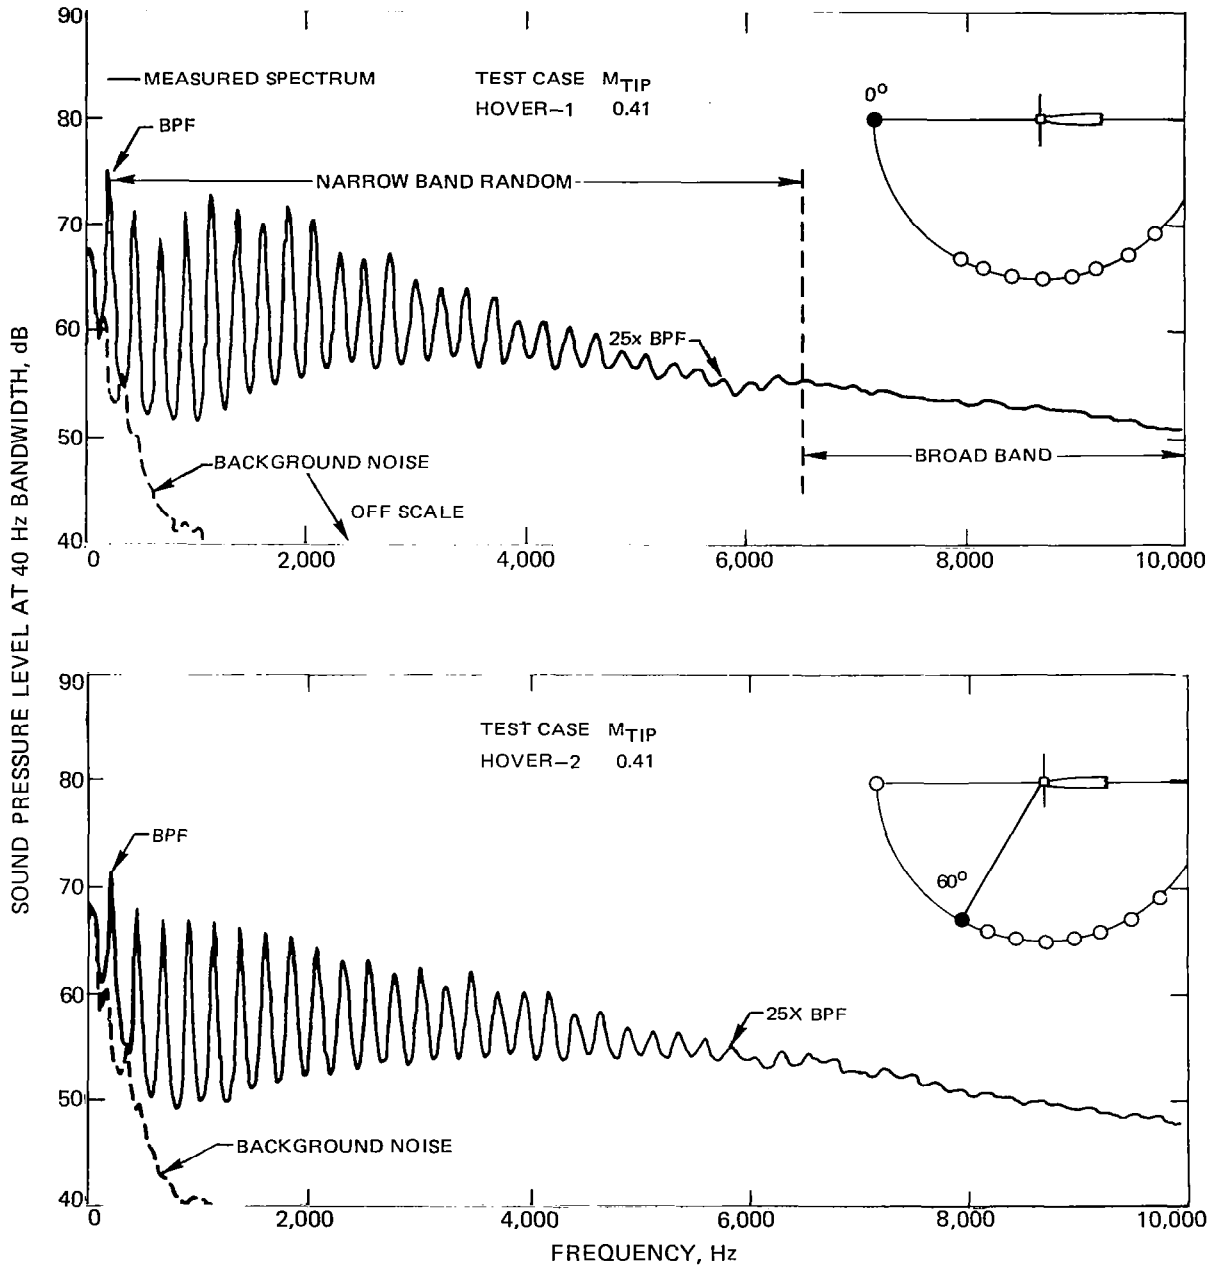 SOUND PRESSURE LEVEL AT 40 Hz BANDWIDTH, dB
90
80
70
60
50
40
MEASURED SPECTRUM
TEST CASE MTIP
HOVER–1 0.41
0°
BPF
NARROW BAND RANDOM
25x BPF
BACKGROUND NOISE
BROAD BAND
OFF SCALE
0 2,000 4,000 6,000 8,000 10,000
90
80
70
60
50
40
TEST CASE MTIP
HOVER–2 0.41
BPF
60°
25X BPF
BACKGROUND NOISE
0 2,000 4,000 6,000 8,000 10,000
FREQUENCY, Hz